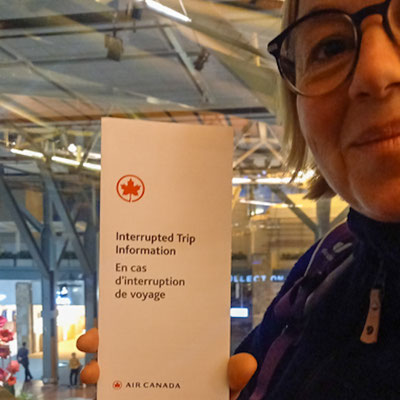 Interrupted Trip
Information
En cas
d'interruption
de voyage
AIR CANADA